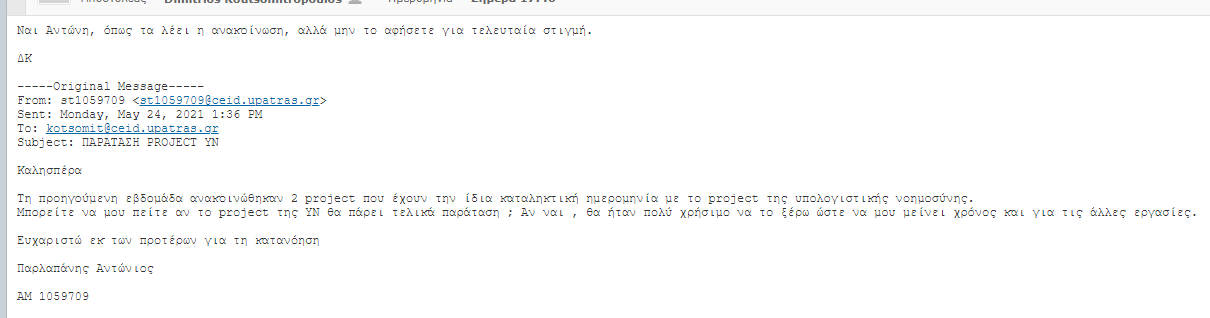 Dimitrios Koutsomitropoulos
Ναι Αντώνη, όπως τα λέει η ανακοίνωση, αλλά μην το αφήσετε για τελευταία στιγμή.
ΔΚ
-----Original Message-----
From: st1059709 <st1059709@ceid.upatras.gr>
Sent: Monday, May 24, 2021 1:36 PM
To: kotsomit@ceid.upatras.gr
Subject: ΠΑΡΑΤΑΣΗ PROJECT ΥΝ
Καλησπέρα
Τη προηγούμενη εβδομάδα ανακοινώθηκαν 2 project που έχουν την ίδια καταληκτική ημερομηνία με το project της υπολογιστικής νοημοσύνης.
Μπορείτε να μου πείτε αν το project της ΥΝ θα πάρει τελικά παράταση ; Αν ναι , θα ήταν πολύ χρήσιμο να το ξέρω ώστε να μου μείνει χρόνος και για τις άλλες εργασίες.
Ευχαριστώ εκ των προτέρων για τη κατανόηση
Παρλαπάνης Αντώνιος
ΑΜ 1059709